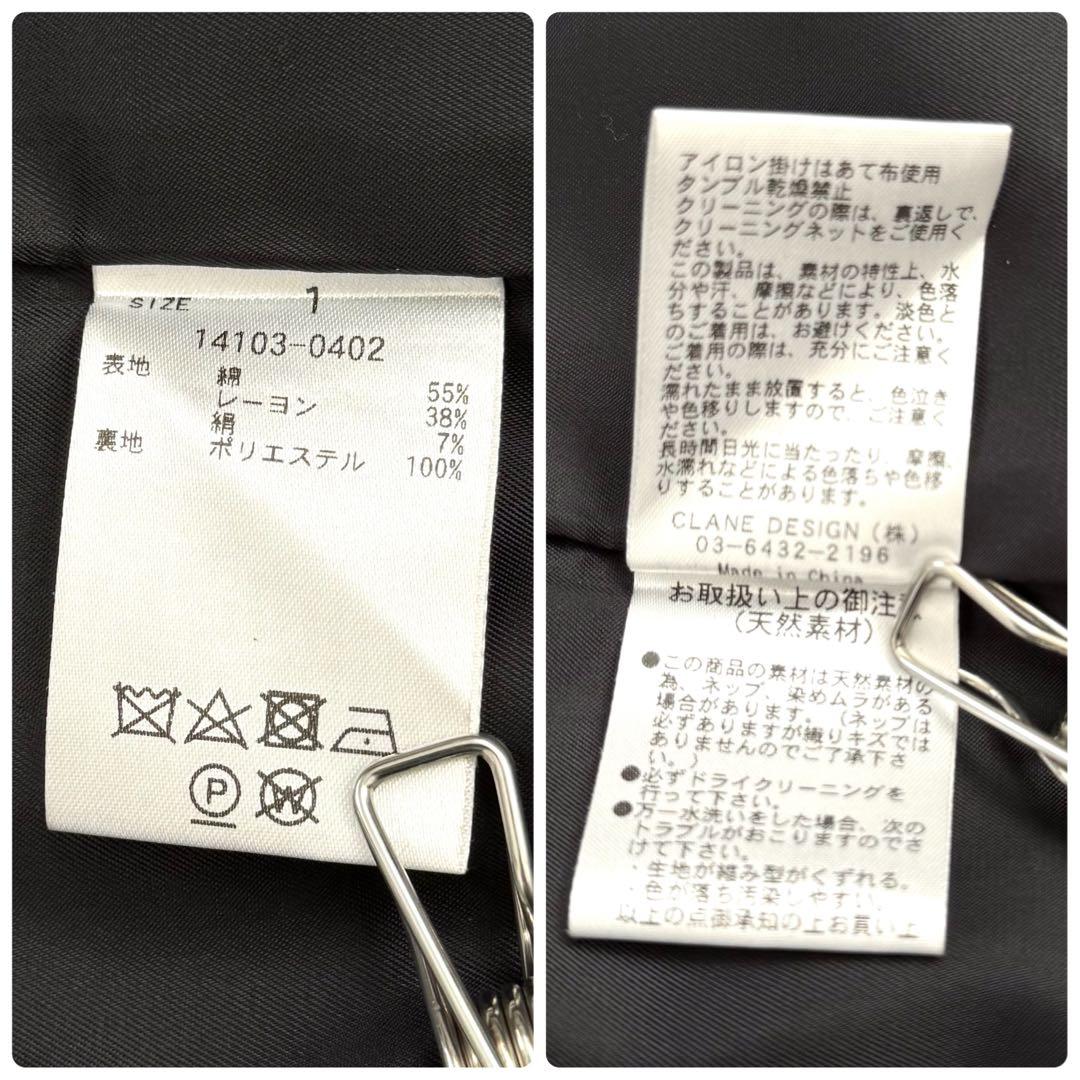 SIZE 1
14103-0402
表地 絹 55%
レーヨン 38%
絹 7%
裏地 ポリエステル 100%
P
W
アイロン掛けはあて布使用
タンブル乾燥禁止
クリーニングの際は、裏返しで、
クリーニングネットをご使用く
ださい。
この製品は、素材の特性上、水
分や汗、摩擦などにより、色落
ちすることがあります。淡色と
のご着用は、お避けください。
ご着用の際は、充分にご注意く
ださい。
濡れたまま放置すると、色泣き
や色移りしますので、ご注意く
ださい。
長時間日光に当たったり、摩擦、
水濡れなどによる色落ちや色移
りすることがあります。
CLANE DESIGN(株)
03-6432-2196
Made in China
お取扱い上の御注
(天然素材)
●この商品の素材は天然素材の
為、ネップ、染めムラがある
場合があります。(ネップは
必ずありますが織りキズでは
ありませんのでご了承下さ
い。)
●必ずドライクリーニングを
行って下さい。
●万一水洗いをした場合、次の
トラブルがおこりますのでさ
けて下さい。
・生地が縮み型がくずれる。
・色が落ち汚染しやすい。
以上の点御承知の上お買い上